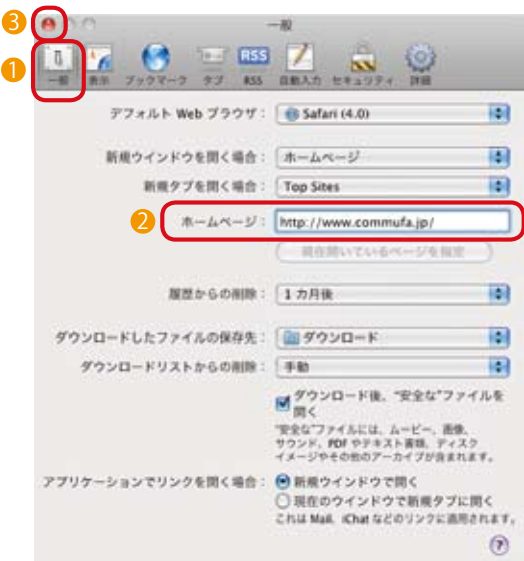 3
一般
1
一般 表示 ブックマーク タブ RSS 自動入力 セキュリティ 詳細
RSS
デフォルト Web ブラウザ： Safari (4.0)
新規ウインドウを開く場合： ホームページ
新規タブを開く場合： Top Sites
2
ホームページ： http://www.commufa.jp/
現在開いているページを指定
履歴からの削除： 1 カ月後
ダウンロードしたファイルの保存先： ダウンロード
ダウンロードリストからの削除： 手動
ダウンロード後、"安全な"ファイルを
開く
"安全な"ファイルには、ムービー、画像、
サウンド、PDF やテキスト書類、ディスク
イメージやその他のアーカイブが含まれます。
アプリケーションでリンクを開く場合： 新規ウインドウで開く
現在のウインドウで新規タブに開く
これは Mail、iChat などのリンクに適用されます。
?